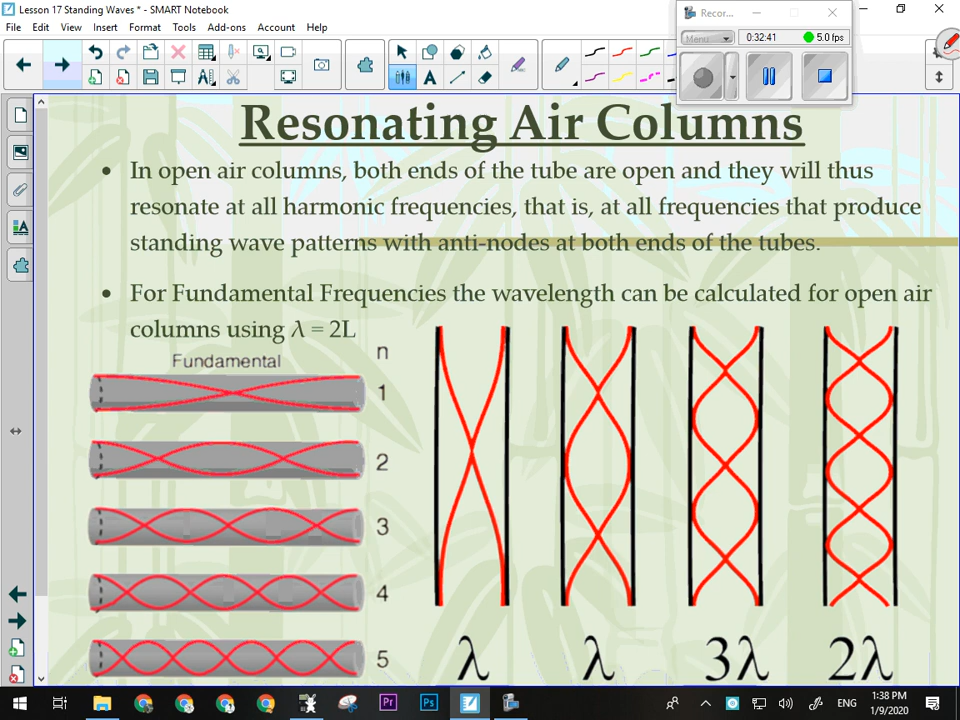 Lesson 17 Standing Waves * - SMART Notebook
Recor...
File Edit View Insert Format Tools Add-ons Account Help
Menu
0:32:41
5.0 fps
Resonating Air Columns
• In open air columns, both ends of the tube are open and they will thus
resonate at all harmonic frequencies, that is, at all frequencies that produce
standing wave patterns with anti-nodes at both ends of the tubes.
• For Fundamental Frequencies the wavelength can be calculated for open air
columns using λ = 2L
Fundamental
n
1
2
3
4
5
λ λ 3λ 2λ
Pr
Ps
ENG
1:38 PM
1/9/2020